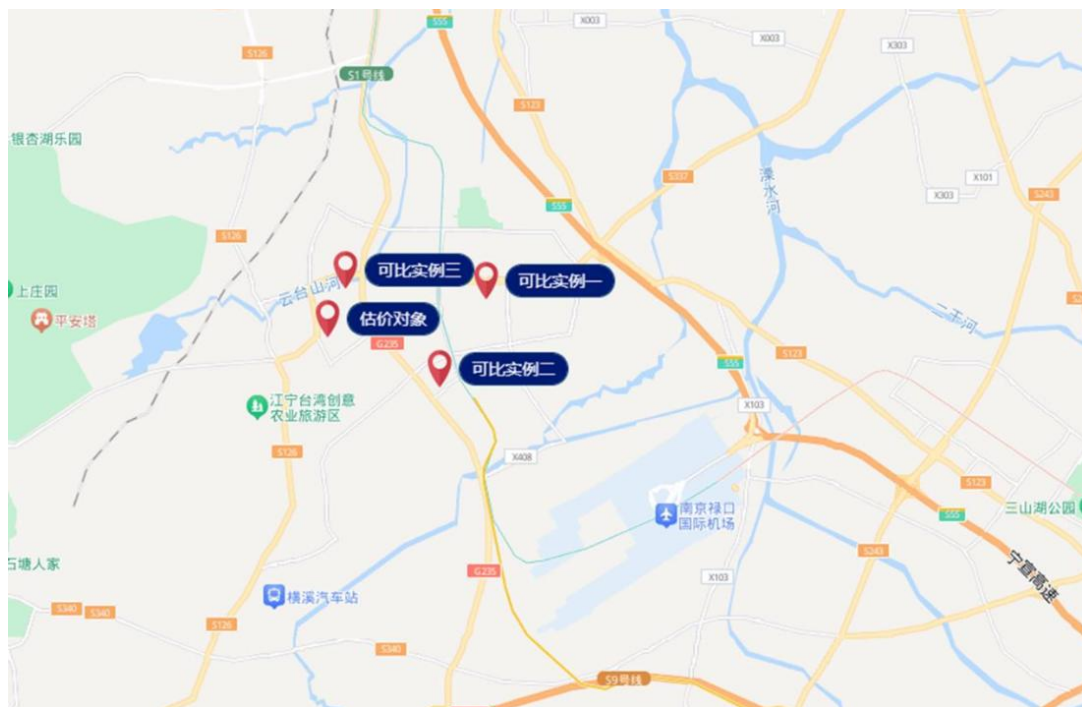 S55
X003
X003
X303
S126
S1号线
S123
银杏湖乐园
S337
X101
X303
S243
溧水河
S55
S126
可比实例三
可比实例一
云台山河
上庄园
平安塔
估价对象
二干河
G235
S123
可比实例二
S55
江宁台湾创意
农业旅游区
X103
S126
X408
S123
南京禄口
国际机场
三山湖公园
S55
石塘人家
S243
G235
X103
宁宣高速
横溪汽车站
S340
S340
S126
S340
S9号线